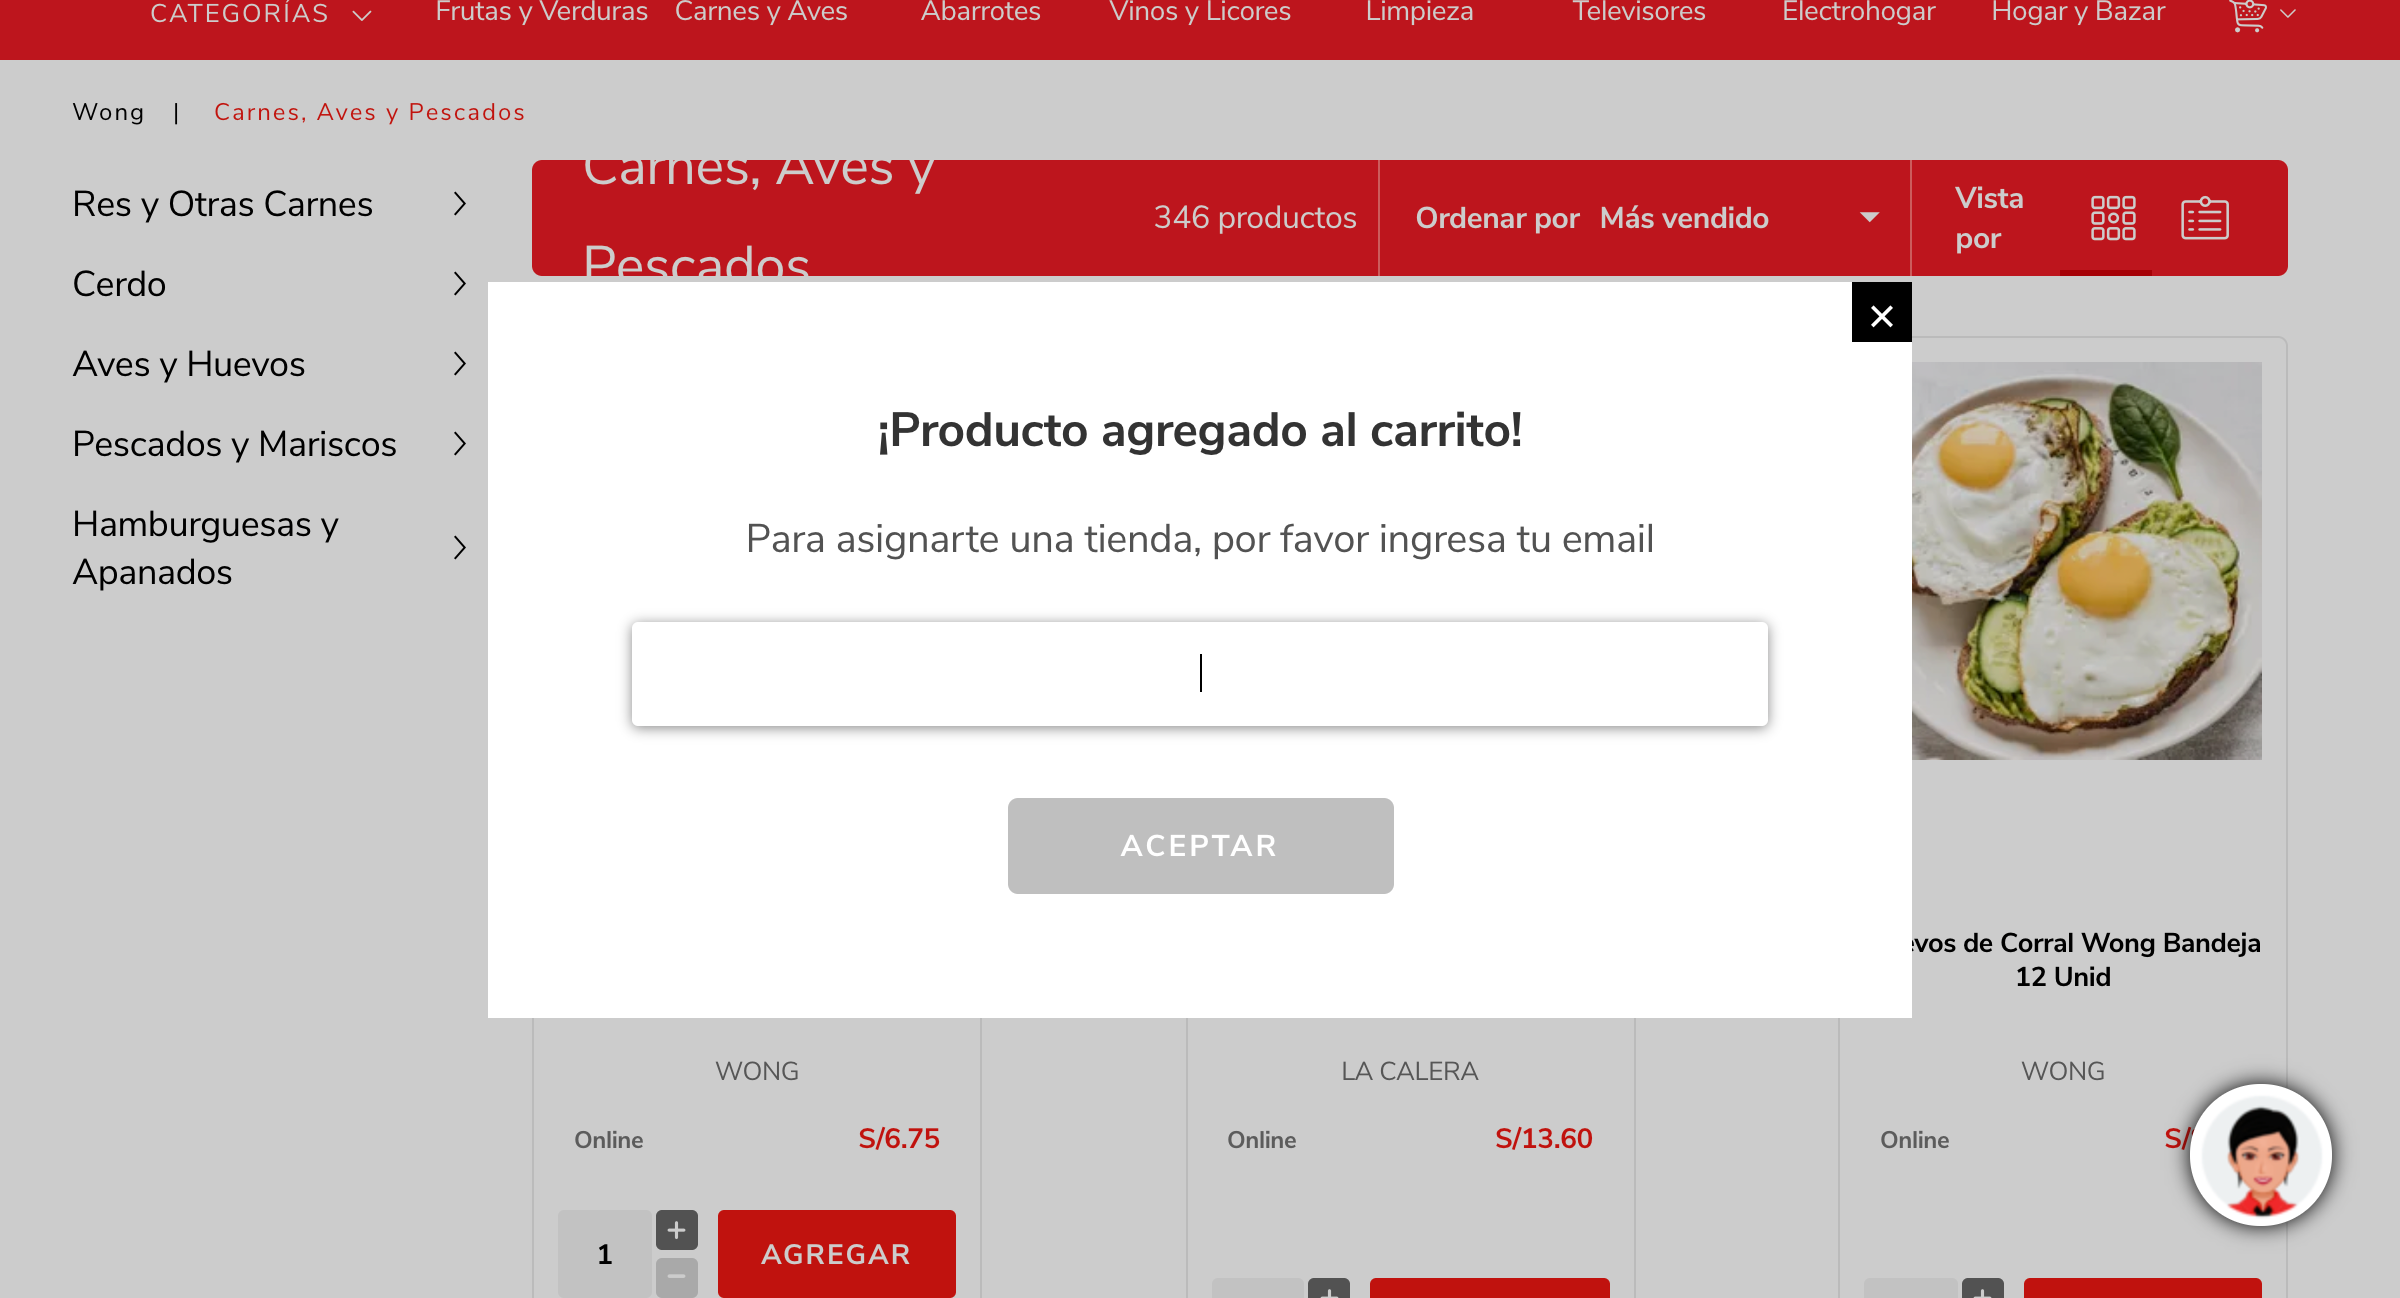 CATEGORÍAS
Frutas y Verduras
Carnes y Aves
Abarrotes
Vinos y Licores
Limpieza
Televisores
Electrohogar
Hogar y Bazar
Wong | Carnes, Aves y Pescados
Res y Otras Carnes
Cerdo
Aves y Huevos
Pescados y Mariscos
Hamburguesas y
Apanados
Carnes, Aves y
Pescados
346 productos
Ordenar por Más vendido
Vista
por
¡Producto agregado al carrito!
Para asignarte una tienda, por favor ingresa tu email
ACEPTAR
de Corral Wong Bandeja
12 Unid
WONG
Online
S/6.75
1
AGREGAR
LA CALERA
Online
S/13.60
WONG
Online
S/